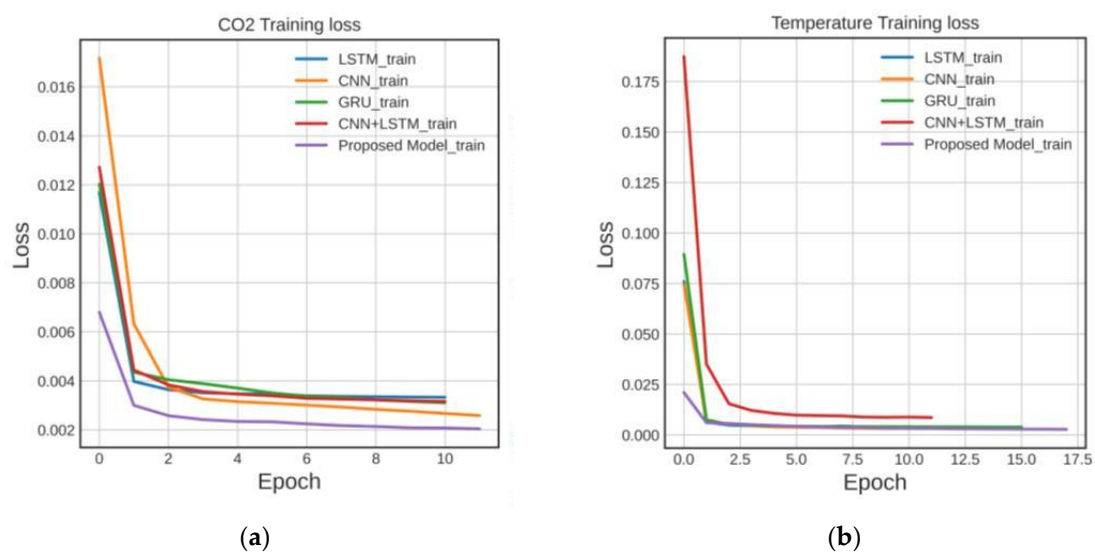 CO2 Training loss
LSTM_train
CNN_train
GRU_train
CNN+LSTM_train
Proposed Model_train
0.016
0.014
0.012
0.010
0.008
0.006
0.004
0.002
Loss
0 2 4 6 8 10
Epoch
(a)
Temperature Training loss
LSTM_train
CNN_train
GRU_train
CNN+LSTM_train
Proposed Model_train
0.175
0.150
0.125
0.100
0.075
0.050
0.025
0.000
Loss
0.0 2.5 5.0 7.5 10.0 12.5 15.0 17.5
Epoch
(b)